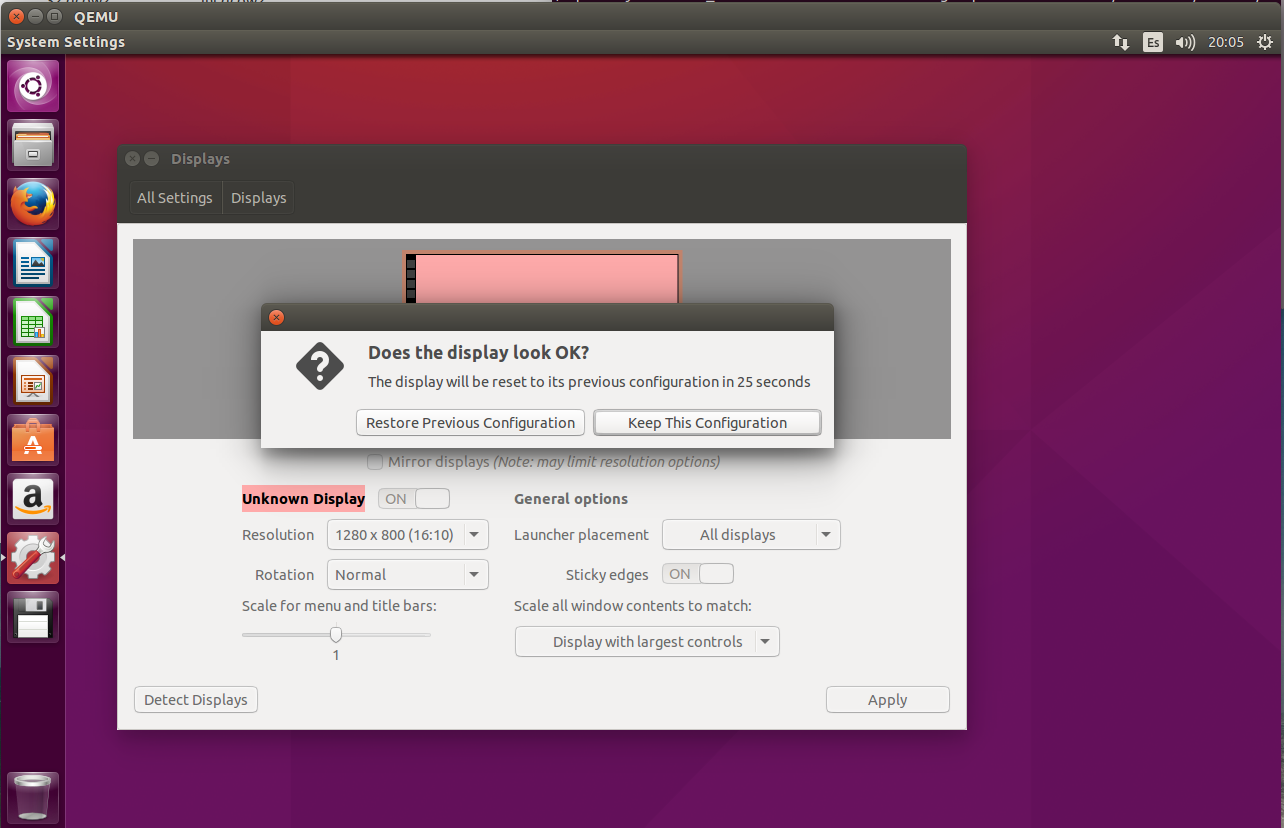 QEMU
System Settings
Es
20:05
Displays
All Settings
Displays
Does the display look OK?
The display will be reset to its previous configuration in 25 seconds
Restore Previous Configuration
Keep This Configuration
Mirror displays (Note: may limit resolution options)
Unknown Display
ON
General options
Resolution
1280 x 800 (16:10)
Launcher placement
All displays
Rotation
Normal
Sticky edges
ON
Scale for menu and title bars:
Scale all window contents to match:
Display with largest controls
1
Detect Displays
Apply